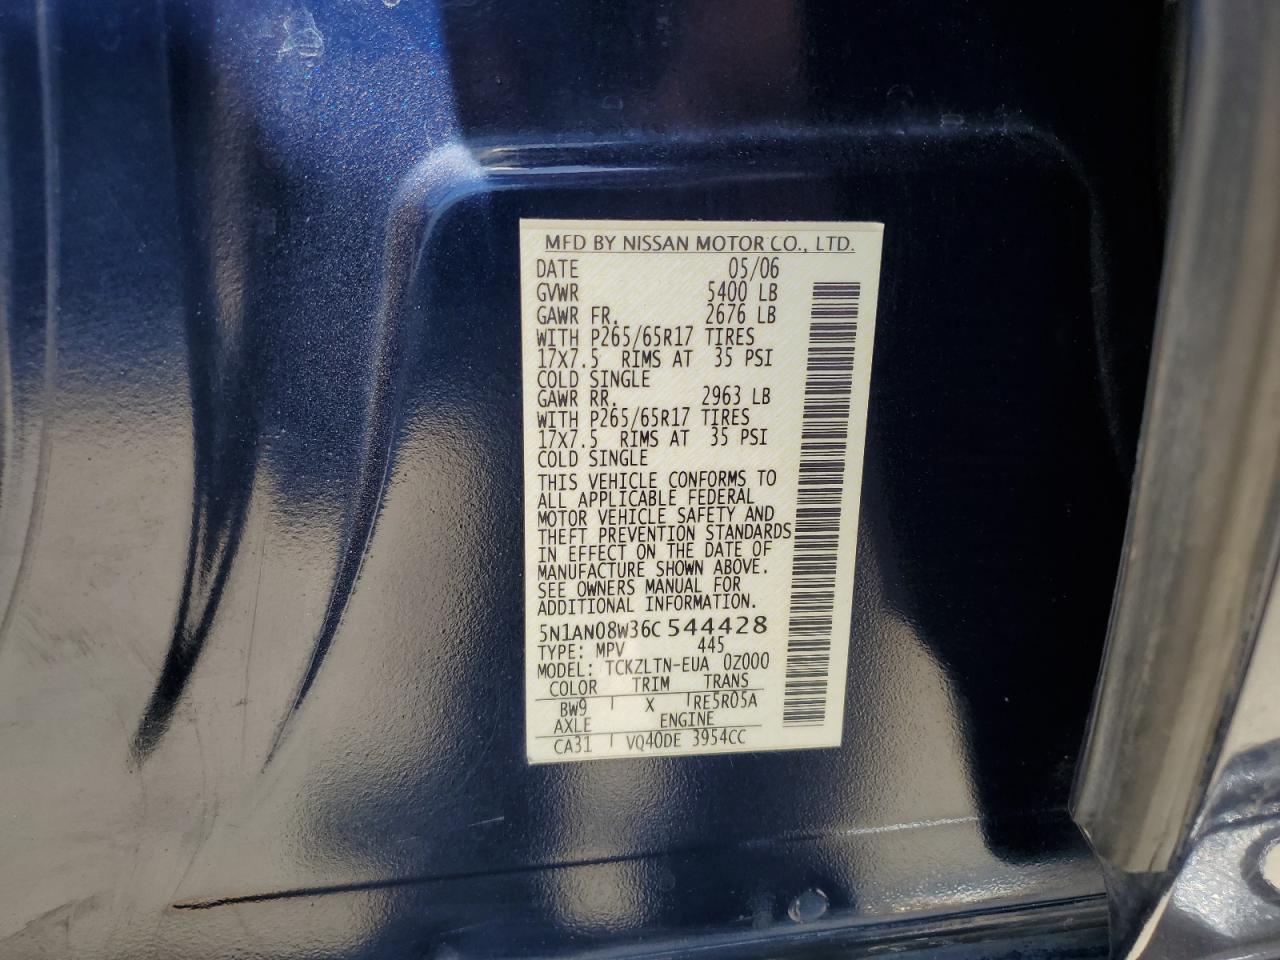 MFD BY NISSAN MOTOR CO., LTD.
DATE 05/06
GVWR 5400 LB
GAWR FR. 2676 LB
WITH P265/65R17 TIRES
17X7.5 RIMS AT 35 PSI
COLD SINGLE
GAWR RR. 2963 LB
WITH P265/65R17 TIRES
17X7.5 RIMS AT 35 PSI
COLD SINGLE
THIS VEHICLE CONFORMS TO
ALL APPLICABLE FEDERAL
MOTOR VEHICLE SAFETY AND
THEFT PREVENTION STANDARDS
IN EFFECT ON THE DATE OF
MANUFACTURE SHOWN ABOVE.
SEE OWNERS MANUAL FOR
ADDITIONAL INFORMATION.
5N1AN08W36C544428
TYPE: MPV 445
MODEL: TCKZLTN-EUA 0Z000
COLOR TRIM TRANS
BW9 X RE5R05A
AXLE ENGINE
CA31 VQ40DE 3954CC